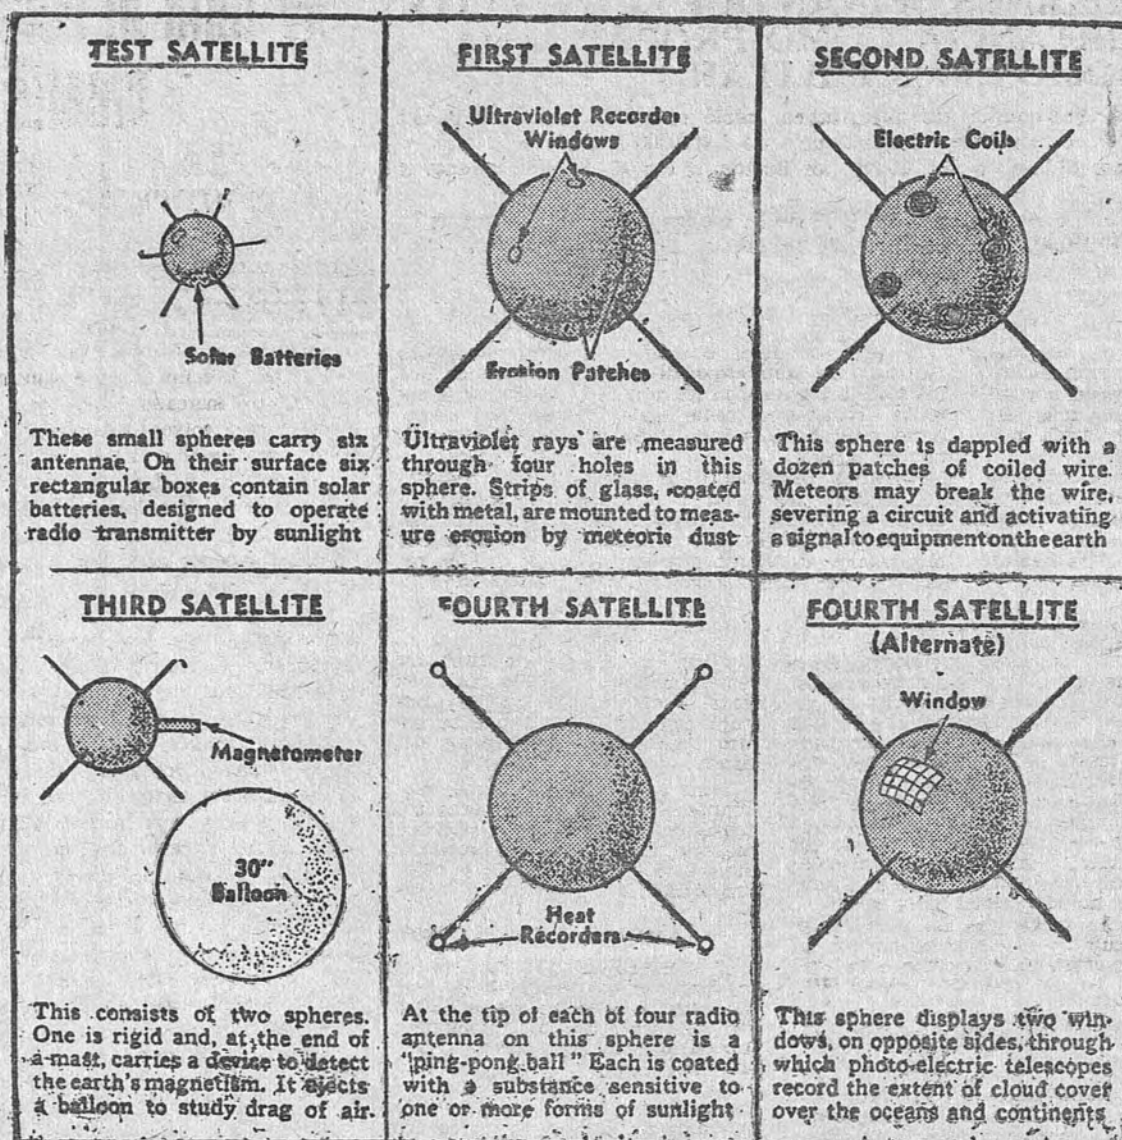 TEST SATELLITE
Solar Batteries
These small spheres carry six
antennae. On their surface six
rectangular boxes contain solar
batteries, designed to operate
radio transmitter by sunlight
FIRST SATELLITE
Ultraviolet Recorder
Windows
Erosion Patches
Ultraviolet rays are measured
through four holes in this
sphere. Strips of glass, coated
with metal, are mounted to meas-
ure erosion by meteoric dust
SECOND SATELLITE
Electric Coils
This sphere is dappled with a
dozen patches of coiled wire.
Meteors may break the wire,
severing a circuit and activating
a signal to equipment on the earth
THIRD SATELLITE
Magnetometer
30"
Balloon
This consists of two spheres.
One is rigid and, at the end of
a mast, carries a device to detect
the earth's magnetism. It ejects
a balloon to study drag of air.
FOURTH SATELLITE
Heat
Recorders
At the tip of each of four radio
antenna on this sphere is a
"ping-pong ball" Each is coated
with a substance sensitive to
one or more forms of sunlight
FOURTH SATELLITE
(Alternate)
Window
This sphere displays two win-
dows, on opposite sides, through
which photo-electric telescopes
record the extent of cloud cover
over the oceans and continents